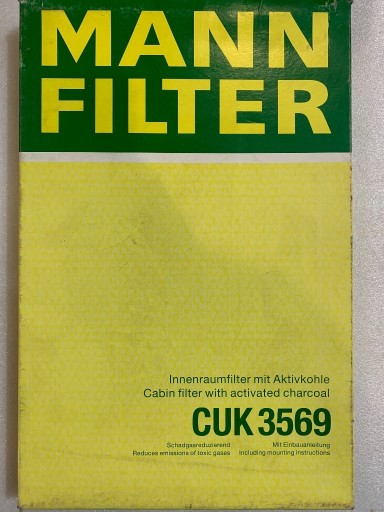 MANN
FILTER
Innenraumfilter mit Aktivkohle
Cabin filter with activated charcoal
CUK 3569
Schadgasreduzierend Mit Einbauanleitung
Reduces emissions of toxic gases Including mounting instructions